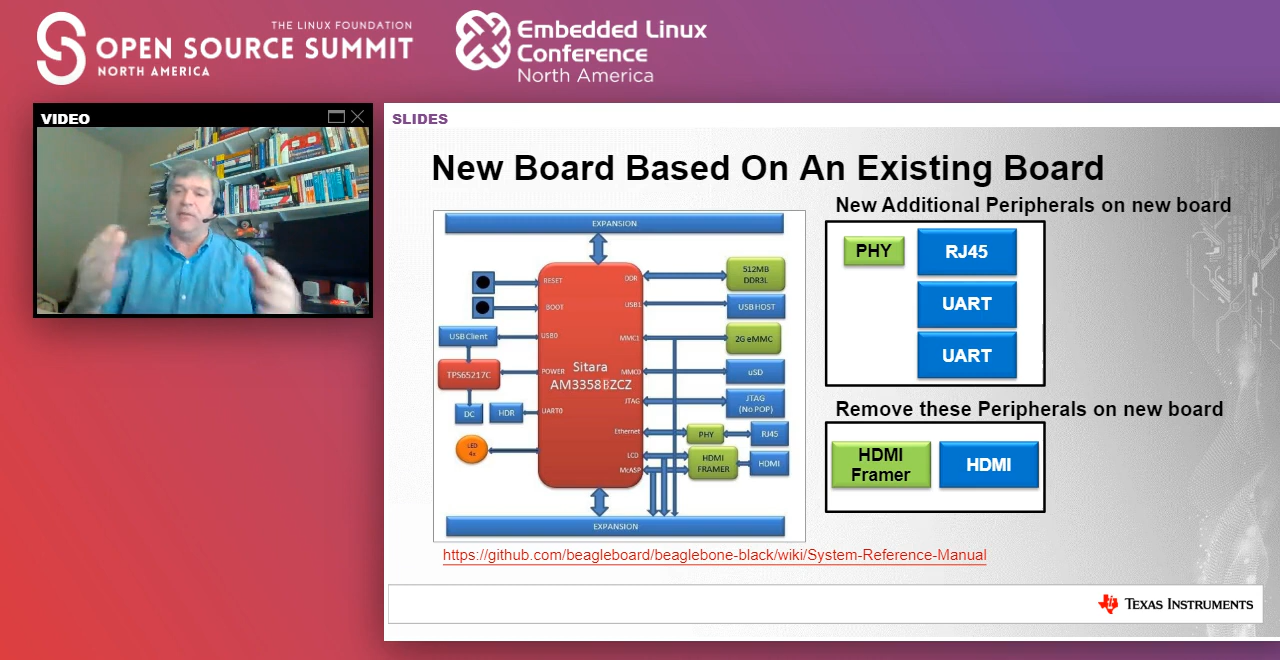 THE LINUX FOUNDATION
OPEN SOURCE SUMMIT
NORTH AMERICA
Embedded Linux
Conference
North America
VIDEO
SLIDES
New Board Based On An Existing Board
EXPANSION
RESET
BOOT
USB Client
USB0
TPS65217C
POWER
DC
HDR
UART0
LED
4x
Sitara
AM3358BZCZ
DDR
USB1
MMC1
MMC0
JTAG
Ethernet
LCD
McASP
512MB
DDR3L
USB HOST
2G eMMC
uSD
JTAG
(No POP)
PHY
RJ45
HDMI
FRAMER
HDMI
EXPANSION
https://github.com/beagleboard/beaglebone-black/wiki/System-Reference-Manual
New Additional Peripherals on new board
PHY
RJ45
UART
UART
Remove these Peripherals on new board
HDMI
Framer
HDMI
TEXAS INSTRUMENTS